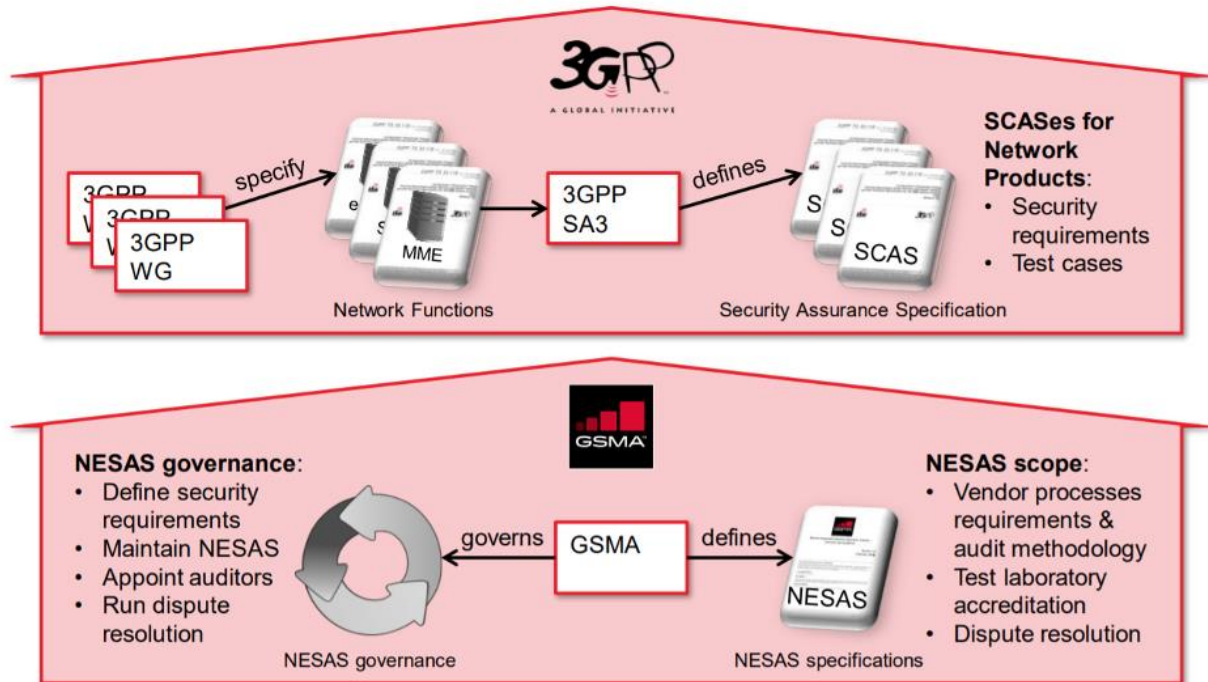 3GPP
A GLOBAL INITIATIVE
SCASes for
Network
Products:
• Security
requirements
• Test cases
specify
defines
3GPP
3GPP
3GPP
WG
MME
3GPP
SA3
SCAS
Network Functions
Security Assurance Specification
GSMA
NESAS governance:
• Define security
requirements
• Maintain NESAS
• Appoint auditors
• Run dispute
resolution
governs
GSMA
defines
NESAS
NESAS scope:
• Vendor processes
requirements &
audit methodology
• Test laboratory
accreditation
• Dispute resolution
NESAS governance
NESAS specifications